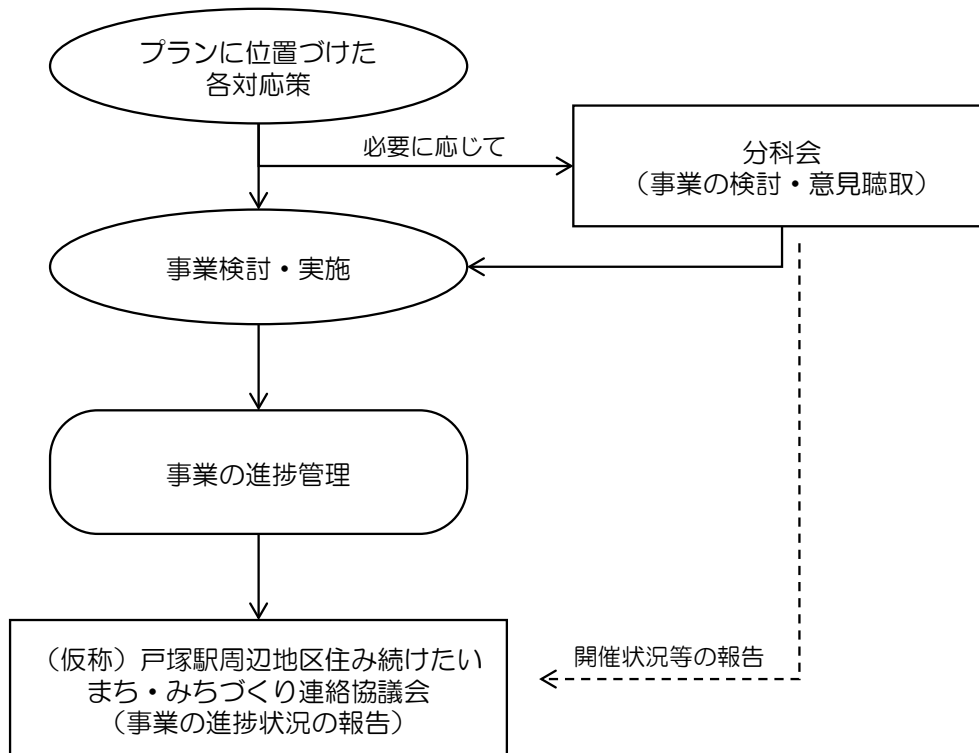 プランに位置づけた
各対応策
必要に応じて
分科会
（事業の検討・意見聴取）
事業検討・実施
事業の進捗管理
開催状況等の報告
（仮称）戸塚駅周辺地区住み続けたい
まち・みちづくり連絡協議会
（事業の進捗状況の報告）